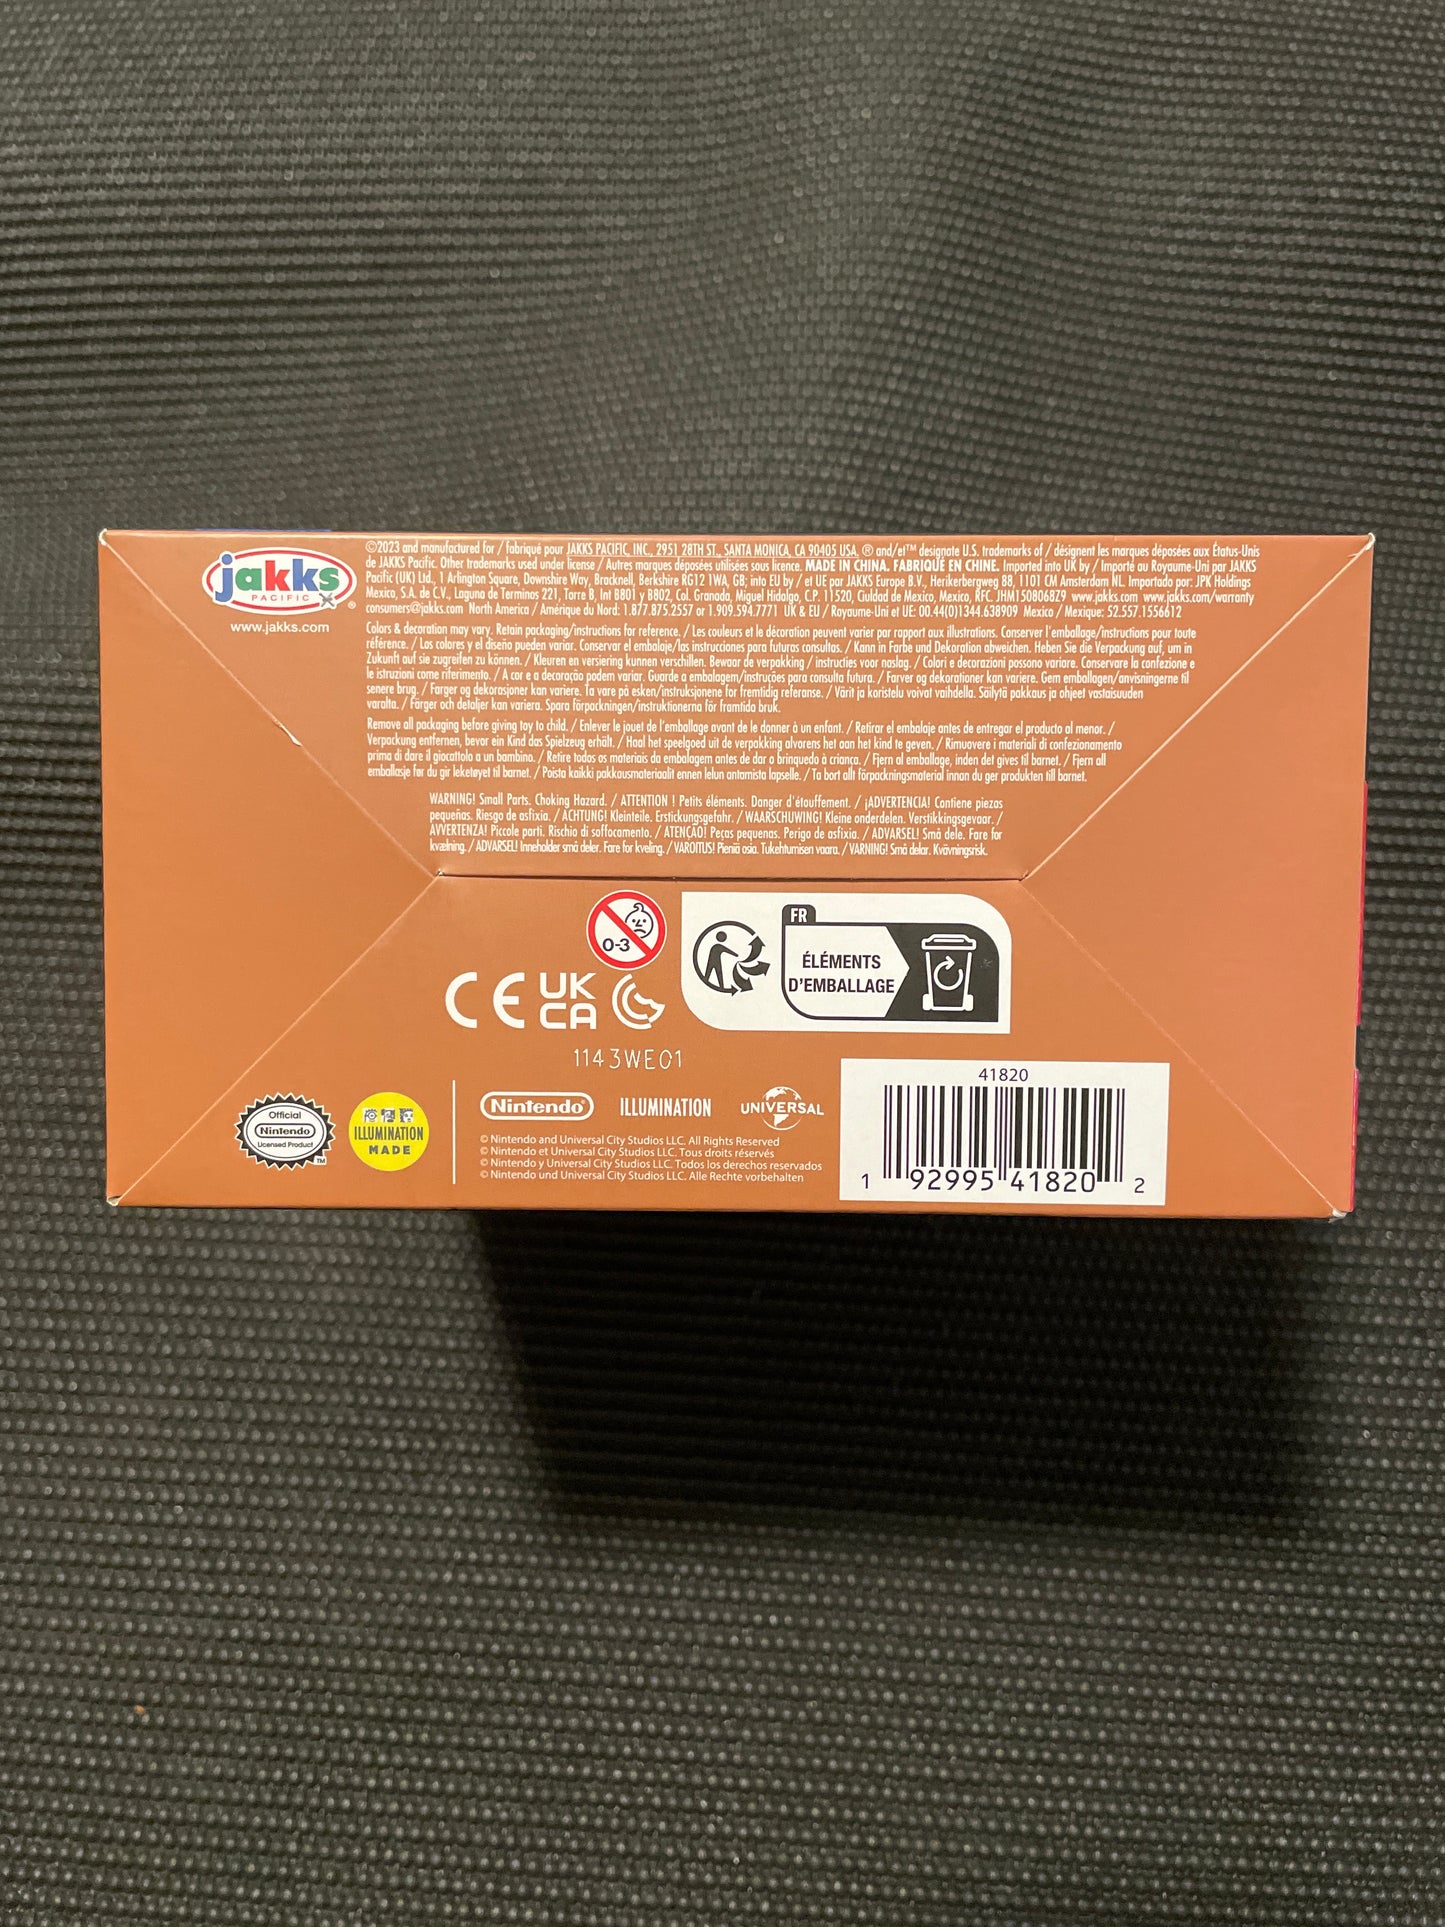 jakks
PACIFIC
®
www.jakks.com
©2023 and manufactured for / fabriqué pour JAKKS PACIFIC, INC., 2951 28TH ST., SANTA MONICA, CA 90405 USA. ® and/et™ designate U.S. trademarks of / désignent les marques déposées aux États-Unis
de JAKKS Pacific. Other trademarks used under license / Autres marques déposées utilisées sous licence. MADE IN CHINA. FABRIQUÉ EN CHINE. Imported into UK by / Importé au Royaume-Uni par JAKKS
Pacific (UK) Ltd., 1 Arlington Square, Downshire Way, Bracknell, Berkshire RG12 1WA, GB; into EU by / et UE par JAKKS Europe B.V., Herikerbergweg 88, 1101 CM Amsterdam NL. Importado por: JPK Holdings
Mexico, S.A. de C.V., Laguna de Terminos 221, Torre B, Int B801 y B802, Col. Granada, Miguel Hidalgo, C.P. 11520, Ciuldad de Mexico, Mexico, RFC. JHM150806BZ9 www.jakks.com www.jakks.com/warranty
consumers@jakks.com North America / Amérique du Nord: 1.877.875.2557 or 1.909.594.7771 UK & EU / Royaume-Uni et UE: 00.44(0)1344.638909 Mexico / Mexique: 52.557.1556612
Colors & decoration may vary. Retain packaging/instructions for reference. / Les couleurs et le décoration peuvent varier par rapport aux illustrations. Conserver l'emballage/instructions pour toute
référence. / Los colores y el diseño pueden variar. Conservar el embalaje/las instrucciones para futuras consultas. / Kann in Farbe und Dekoration abweichen. Heben Sie die Verpackung auf, um in
Zukunft auf sie zugreifen zu können. / Kleuren en versiering kunnen verschillen. Bewaar de verpakking / instructies voor naslag. / Colori e decorazioni possono variare. Conservare la confezione e
le istruzioni come riferimento. / A cor e a decoração podem variar. Guarde a embalagem/instruções para consulta futura. / Farver og dekorationer kan variere. Gem emballagen/anvisningerne til
senere brug. / Farger og dekorasjoner kan variere. Ta vare på esken/instruksjonene for fremtidig referanse. / Värit ja koristelu voivat vaihdella. Säilytä pakkaus ja ohjeet vastaisuuden
varalta. / Färger och detaljer kan variera. Spara förpackningen/instruktionerna för framtida bruk.
Remove all packaging before giving toy to child. / Enlever le jouet de l'emballage avant de le donner à un enfant. / Retirar el embalaje antes de entregar el producto al menor. /
Verpackung entfernen, bevor ein Kind das Spielzeug erhält. / Haal het speelgoed uit de verpakking alvorens het aan het kind te geven. / Rimuovere i materiali di confezionamento
prima di dare il giocattolo a un bambino. / Retire todos os materiais da embalagem antes de dar o brinquedo à criança. / Fjern al emballage, inden det gives til barnet. / Fjern all
emballasje før du gir leketøyet til barnet. / Poista kaikki pakkausmateriaalit ennen lelun antamista lapselle. / Ta bort allt förpackningsmaterial innan du ger produkten till barnet.
WARNING! Small Parts. Choking Hazard. / ATTENTION ! Petits éléments. Danger d'étouffement. / ¡ADVERTENCIA! Contiene piezas
pequeñas. Riesgo de asfixia. / ACHTUNG! Kleinteile. Erstickungsgefahr. / WAARSCHUWING! Kleine onderdelen. Verstikkingsgevaar. /
AVVERTENZA! Piccole parti. Rischio di soffocamento. / ATENÇÃO! Peças pequenas. Perigo de asfixia. / ADVARSEL! Små dele. Fare for
kvælning. / ADVARSEL! Inneholder små deler. Fare for kveling. / VAROITUS! Pieniä osia. Tukehtumisen vaara. / VARNING! Små delar. Kvävningsrisk.
0-3
FR
ÉLÉMENTS
D'EMBALLAGE
CE UK
CA
1143WE01
Official
Nintendo
Licensed Product
™
ILLUMINATION
MADE
Nintendo® ILLUMINATION UNIVERSAL
© Nintendo and Universal City Studios LLC. All Rights Reserved
© Nintendo et Universal City Studios LLC. Tous droits réservés
© Nintendo y Universal City Studios LLC. Todos los derechos reservados
© Nintendo und Universal City Studios LLC. Alle Rechte vorbehalten
41820
1 92995 41820 2